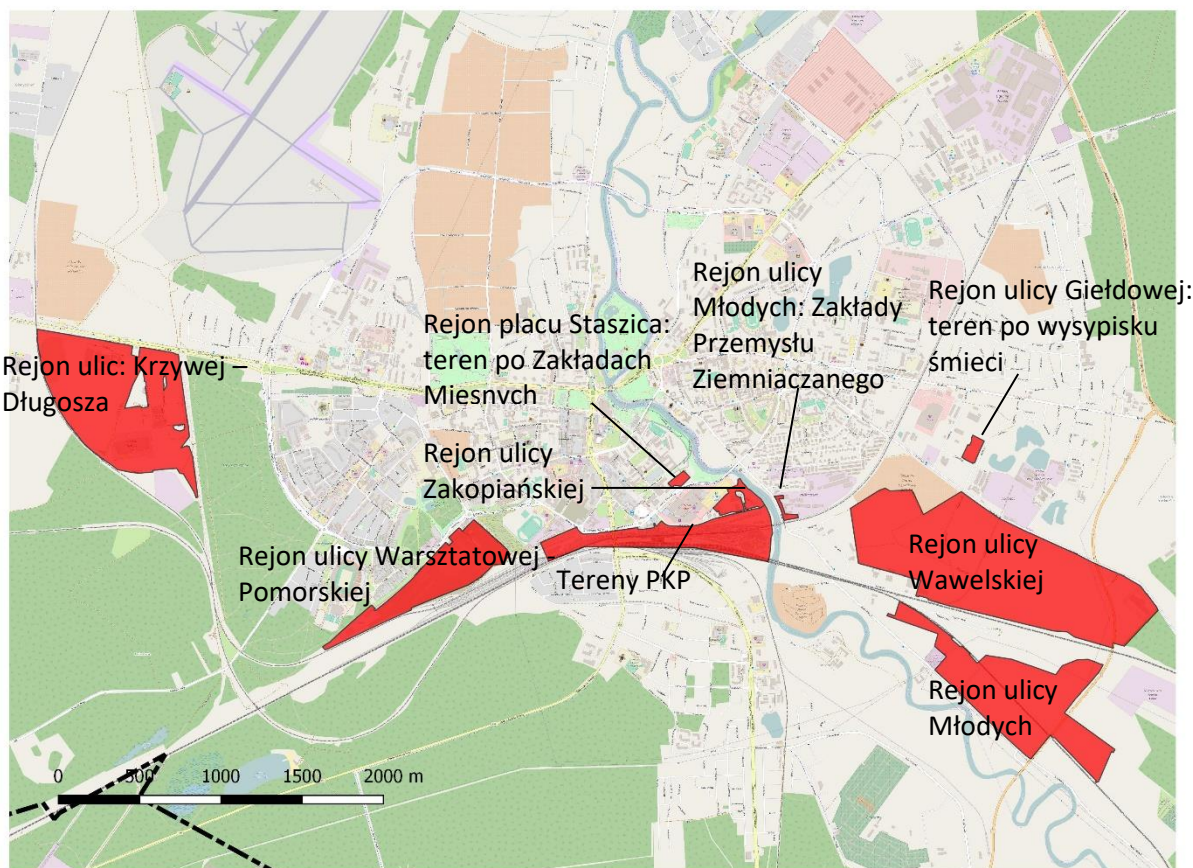 Rejon ulicy
Młodych: Zakłady
Przemysłu
Ziemniaczanego
Rejon ulicy Giełdowej:
teren po wysypisku
śmieci
Rejon placu Staszica:
teren po Zakładach
Miesnych
Rejon ulic: Krzywej –
Długosza
Rejon ulicy
Zakopiańskiej
Rejon ulicy Warsztatowej -
Pomorskiej
Tereny PKP
Rejon ulicy
Wawelskiej
Rejon ulicy
Młodych
0 500 1000 1500 2000 m